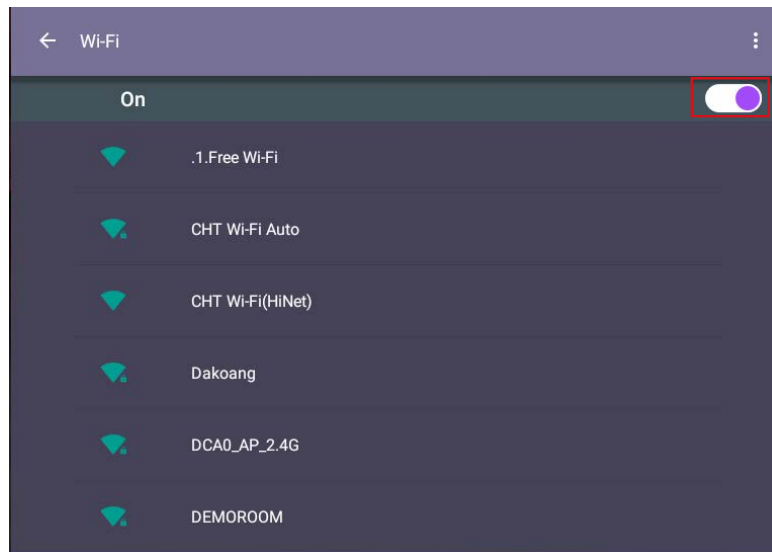 Wi-Fi
On
.1.Free Wi-Fi
CHT Wi-Fi Auto
CHT Wi-Fi(HiNet)
Dakoang
DCA0_AP_2.4G
DEMOROOM